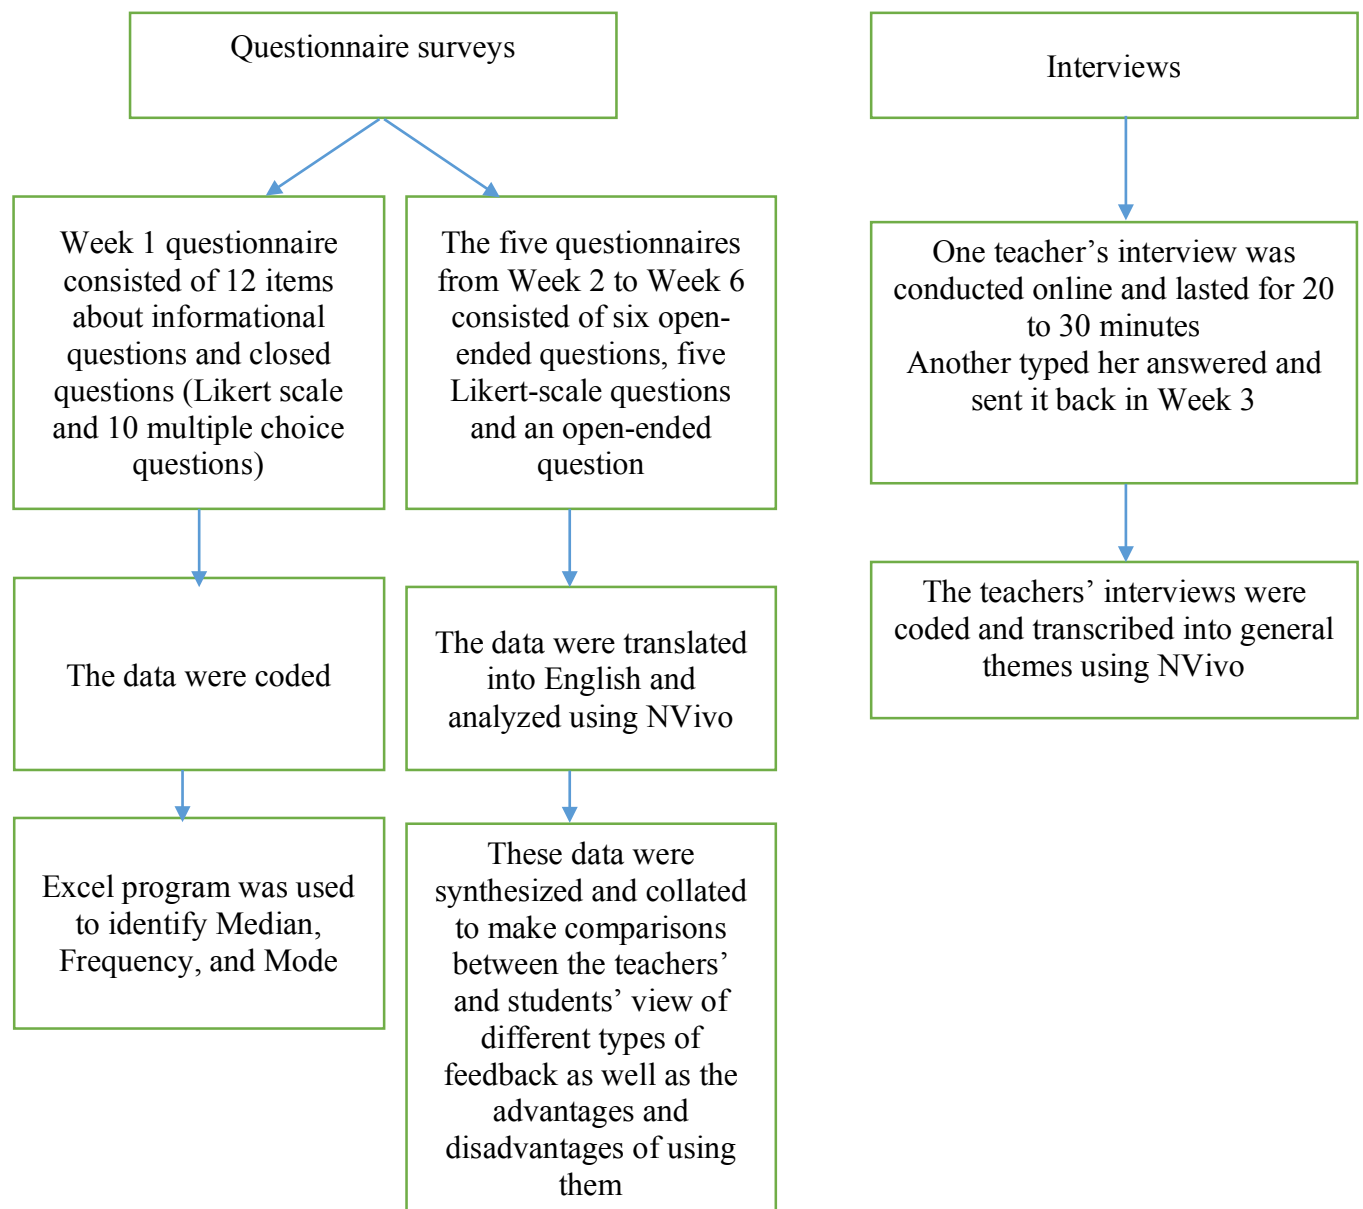 Questionnaire surveys
Interviews
Week 1 questionnaire
consisted of 12 items
about informational
questions and closed
questions (Likert scale
and 10 multiple choice
questions)
The five questionnaires
from Week 2 to Week 6
consisted of six open-
ended questions, five
Likert-scale questions
and an open-ended
question
One teacher’s interview was
conducted online and lasted for 20
to 30 minutes
Another typed her answered and
sent it back in Week 3
The data were coded
The data were translated
into English and
analyzed using NVivo
The teachers’ interviews were
coded and transcribed into general
themes using NVivo
Excel program was used
to identify Median,
Frequency, and Mode
These data were
synthesized and collated
to make comparisons
between the teachers’
and students’ view of
different types of
feedback as well as the
advantages and
disadvantages of using
them